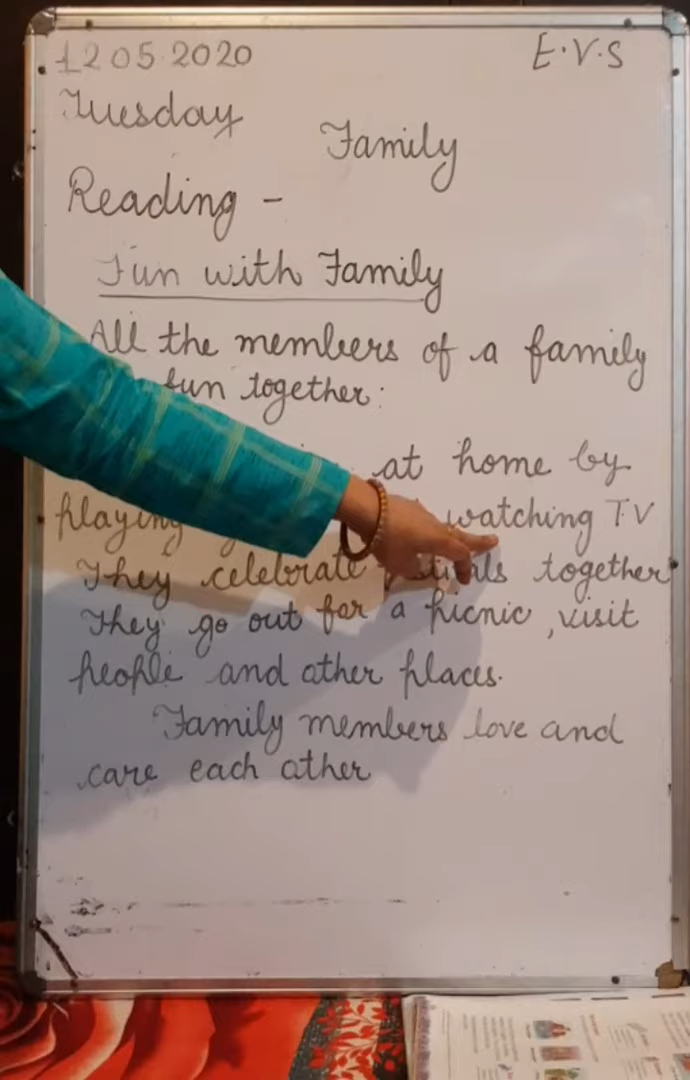 12.05.2020 E.V.S
Tuesday
Family
Reading -
Fun with Family
All the members of a family
fun together:
at home by
playing watching TV
They celebrate together
They go out for a picnic, visit
people and other places.
Family members love and
care each other